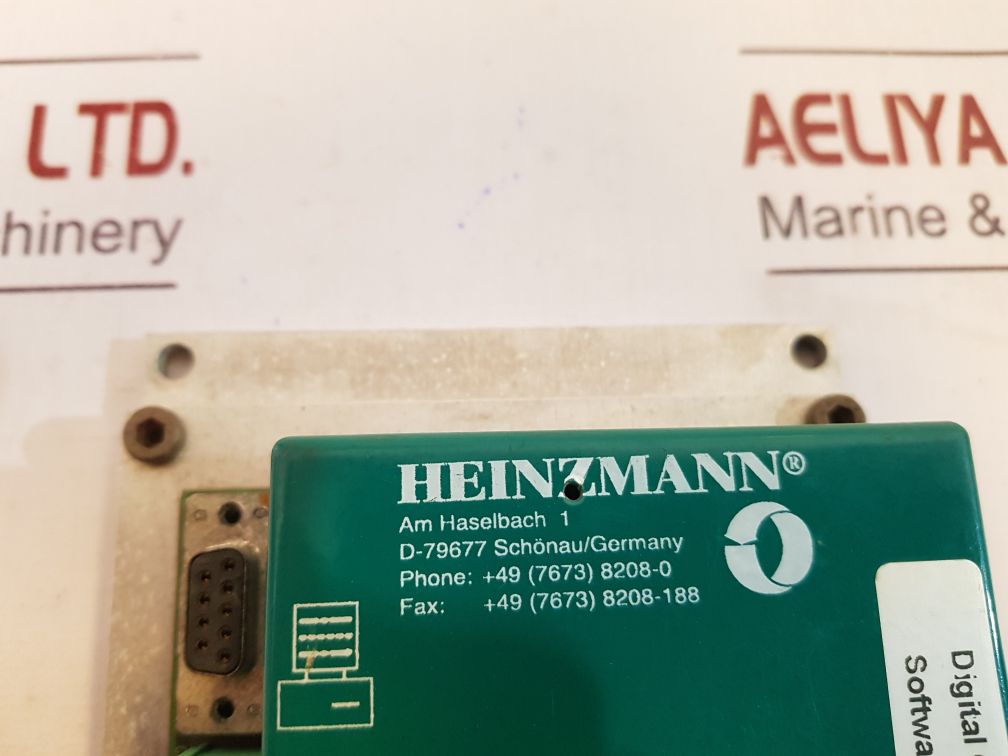 LTD.
hinery
AELIYA
Marine &
HEINZMANN®
Am Haselbach 1
D-79677 Schönau/Germany
Phone: +49 (7673) 8208-0
Fax: +49 (7673) 8208-188
Digital
Softwa